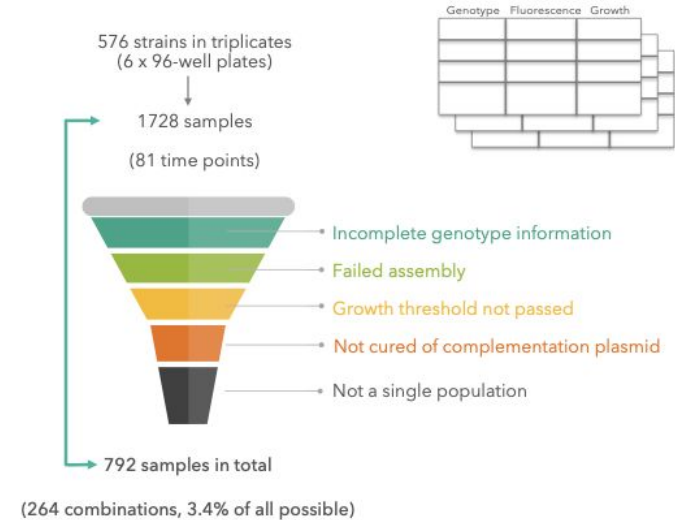 Genotype Fluorescence Growth
576 strains in triplicates
(6 x 96-well plates)
1728 samples
(81 time points)
Incomplete genotype information
Failed assembly
Growth threshold not passed
Not cured of complementation plasmid
Not a single population
792 samples in total
(264 combinations, 3.4% of all possible)